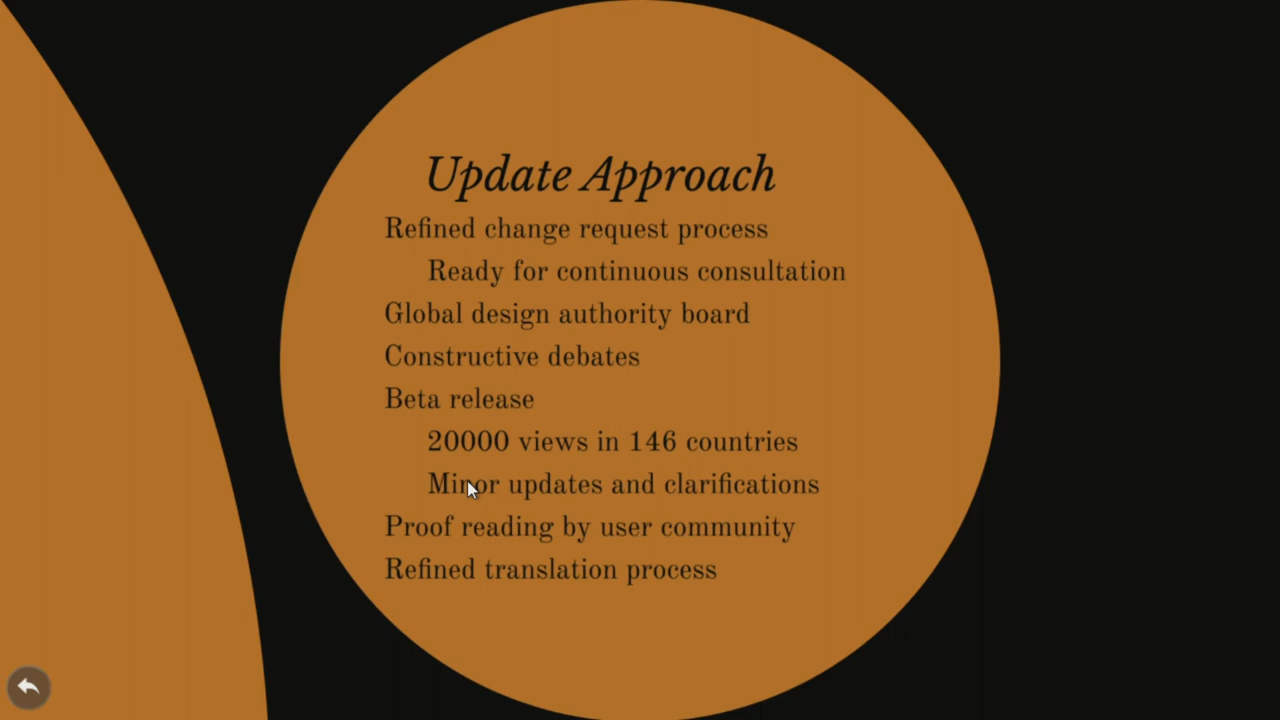 Update Approach
Refined change request process
Ready for continuous consultation
Global design authority board
Constructive debates
Beta release
20000 views in 146 countries
Minor updates and clarifications
Proof reading by user community
Refined translation process